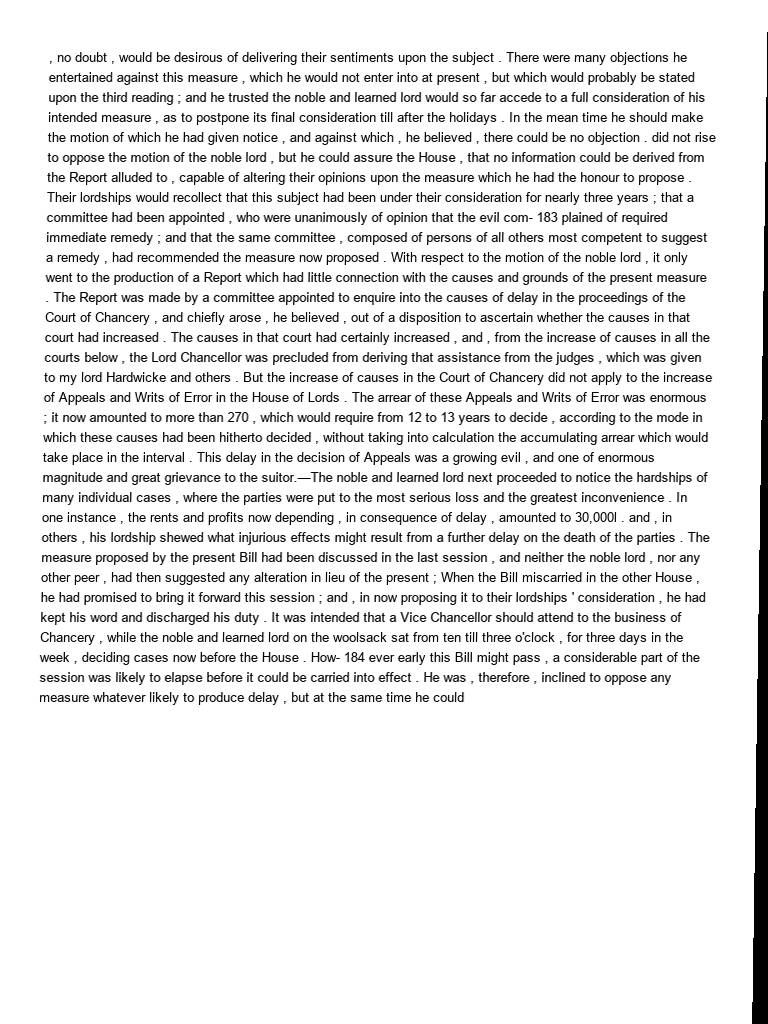 , no doubt , would be desirous of delivering their sentiments upon the subject . There were many objections he
entertained against this measure , which he would not enter into at present , but which would probably be stated
upon the third reading ; and he trusted the noble and learned lord would so far accede to a full consideration of his
intended measure , as to postpone its final consideration till after the holidays . In the mean time he should make
the motion of which he had given notice , and against which , he believed , there could be no objection . did not rise
to oppose the motion of the noble lord , but he could assure the House , that no information could be derived from
the Report alluded to , capable of altering their opinions upon the measure which he had the honour to propose .
Their lordships would recollect that this subject had been under their consideration for nearly three years ; that a
committee had been appointed , who were unanimously of opinion that the evil com- 183 plained of required
immediate remedy ; and that the same committee , composed of persons of all others most competent to suggest
a remedy , had recommended the measure now proposed . With respect to the motion of the noble lord , it only
went to the production of a Report which had little connection with the causes and grounds of the present measure
. The Report was made by a committee appointed to enquire into the causes of delay in the proceedings of the
Court of Chancery , and chiefly arose , he believed , out of a disposition to ascertain whether the causes in that
court had increased . The causes in that court had certainly increased , and , from the increase of causes in all the
courts below , the Lord Chancellor was precluded from deriving that assistance from the judges , which was given
to my lord Hardwicke and others . But the increase of causes in the Court of Chancery did not apply to the increase
of Appeals and Writs of Error in the House of Lords . The arrear of these Appeals and Writs of Error was enormous
; it now amounted to more than 270 , which would require from 12 to 13 years to decide , according to the mode in
which these causes had been hitherto decided , without taking into calculation the accumulating arrear which would
take place in the interval . This delay in the decision of Appeals was a growing evil , and one of enormous
magnitude and great grievance to the suitor.—The noble and learned lord next proceeded to notice the hardships of
many individual cases , where the parties were put to the most serious loss and the greatest inconvenience . In
one instance , the rents and profits now depending , in consequence of delay , amounted to 30,000l . and , in
others , his lordship shewed what injurious effects might result from a further delay on the death of the parties . The
measure proposed by the present Bill had been discussed in the last session , and neither the noble lord , nor any
other peer , had then suggested any alteration in lieu of the present ; When the Bill miscarried in the other House ,
he had promised to bring it forward this session ; and , in now proposing it to their lordships ' consideration , he had
kept his word and discharged his duty . It was intended that a Vice Chancellor should attend to the business of
Chancery , while the noble and learned lord on the woolsack sat from ten till three o'clock , for three days in the
week , deciding cases now before the House . How- 184 ever early this Bill might pass , a considerable part of the
session was likely to elapse before it could be carried into effect . He was , therefore , inclined to oppose any
measure whatever likely to produce delay , but at the same time he could